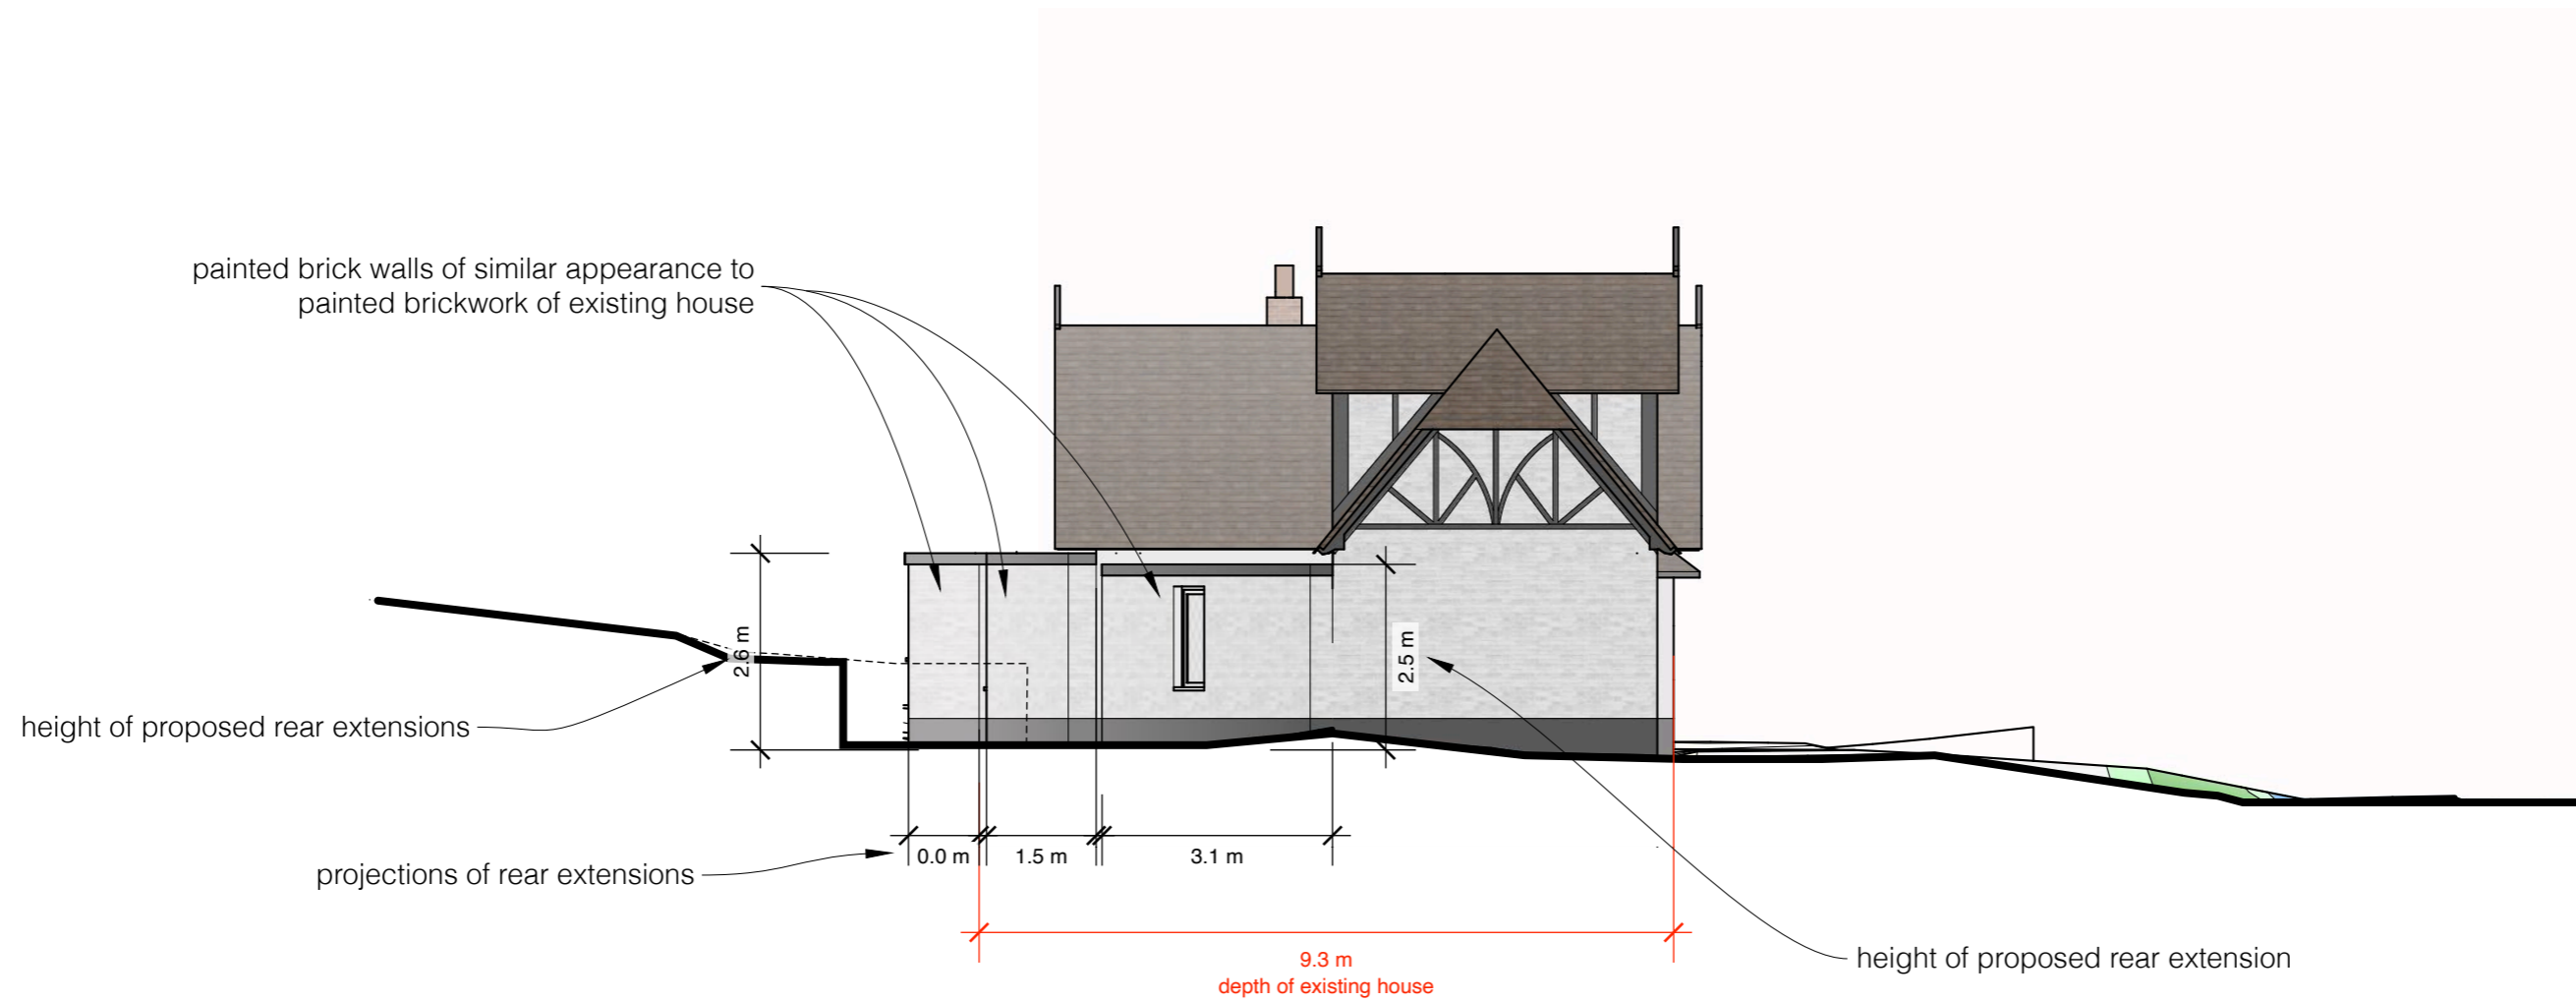 painted brick walls of similar appearance to
painted brickwork of existing house
2.6 m
2.5 m
height of proposed rear extensions
0.0 m
1.5 m
3.1 m
projections of rear extensions
9.3 m
depth of existing house
height of proposed rear extension